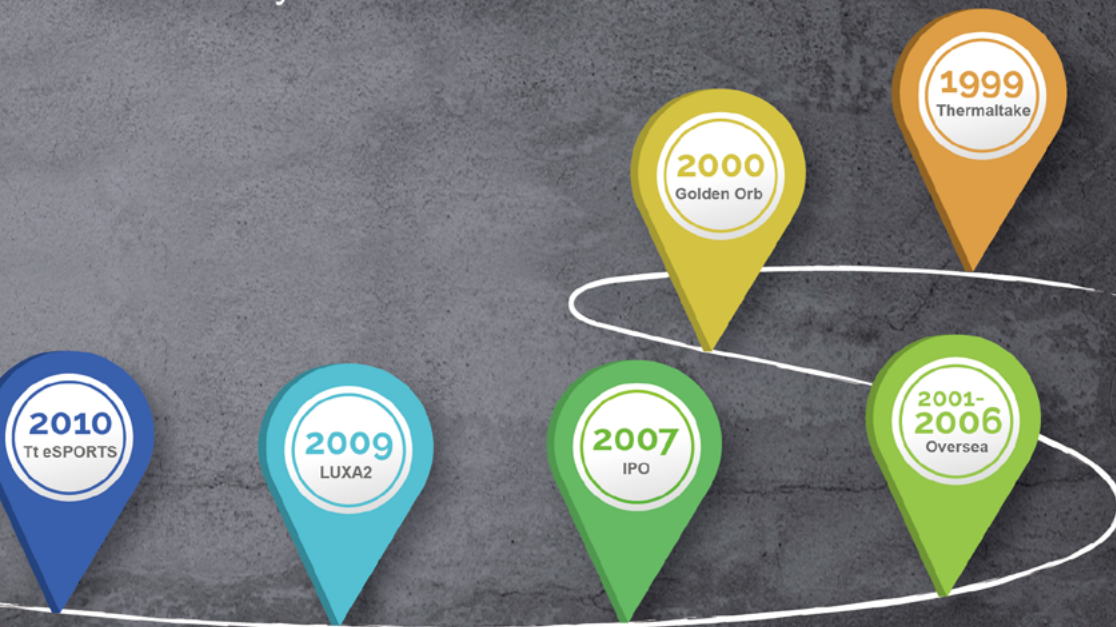 1999
Thermaltake
2000
Golden Orb
2001-
2006
Oversea
2007
IPO
2009
LUXA2
2010
Tt eSPORTS